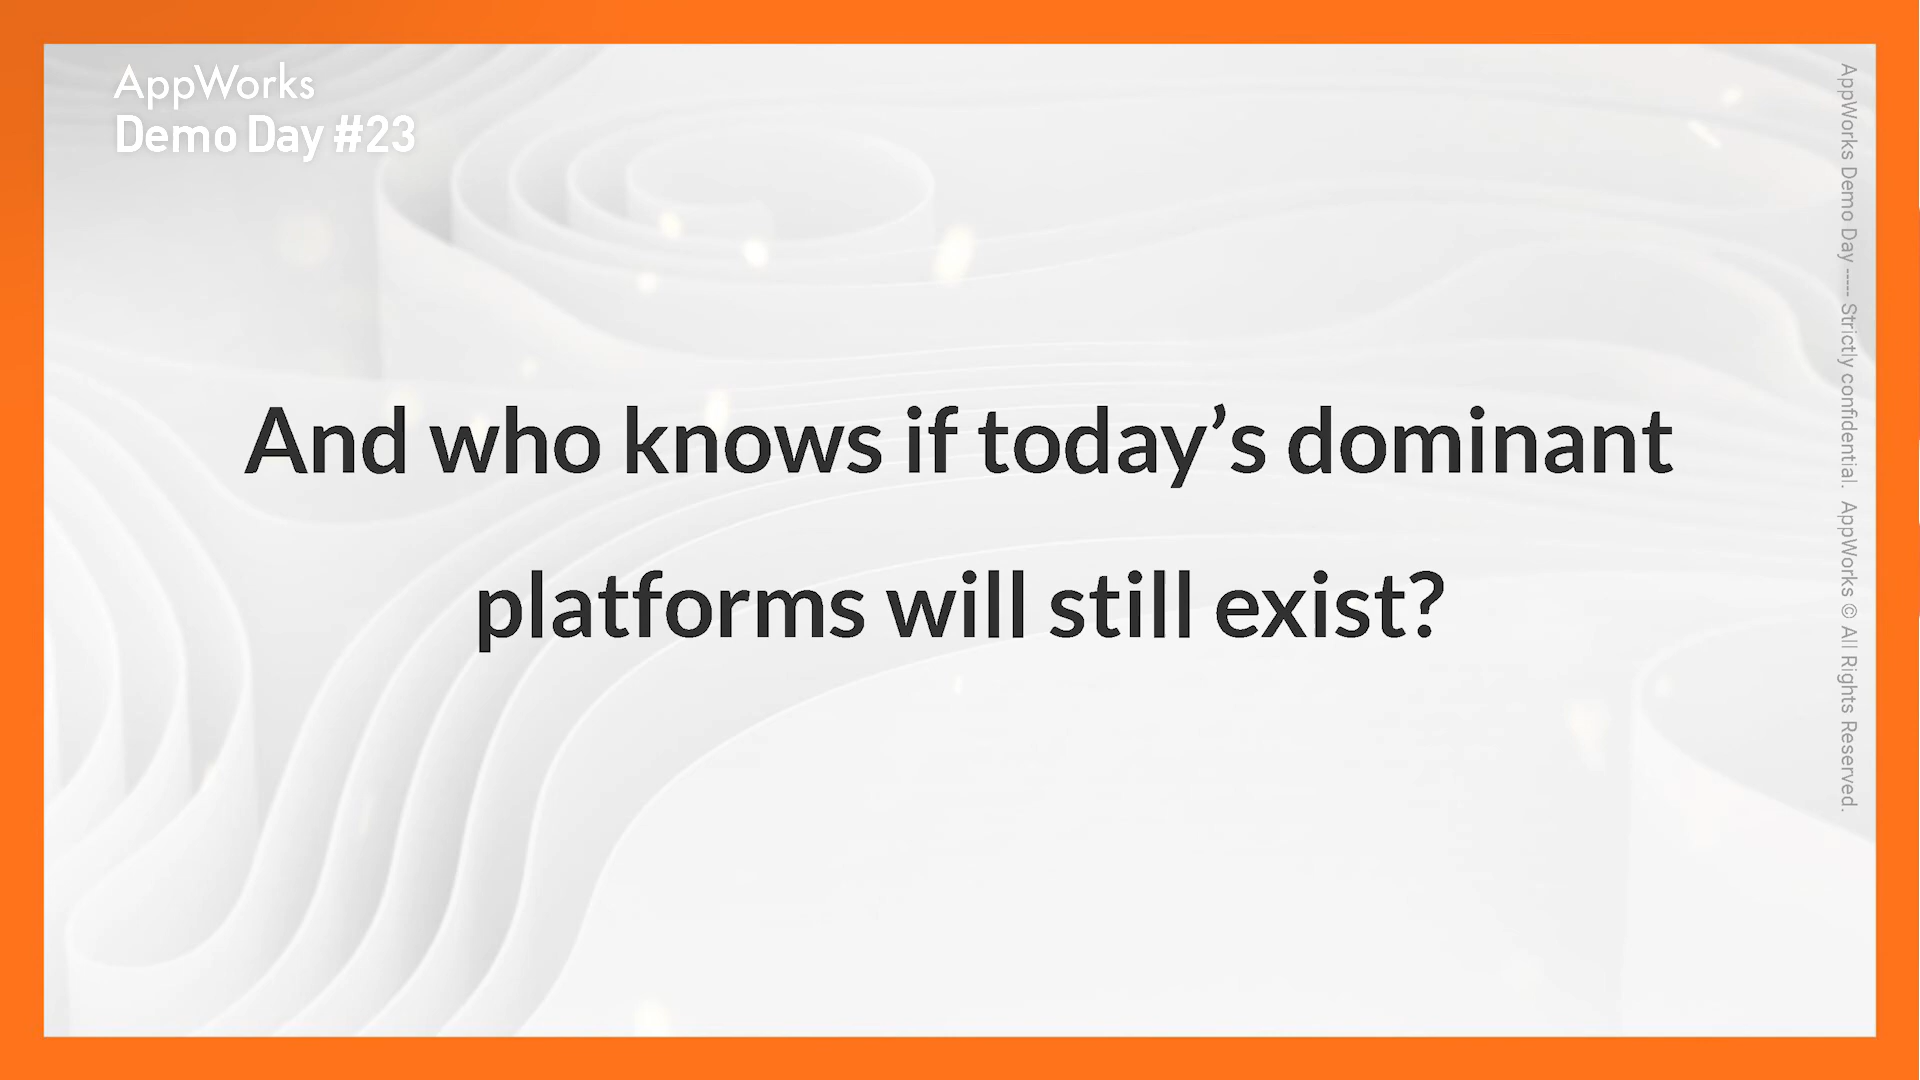 AppWorks
Demo Day #23
And who knows if today’s dominant
platforms will still exist?
AppWorks Demo Day ----- Strictly confidential. AppWorks © All Rights Reserved.